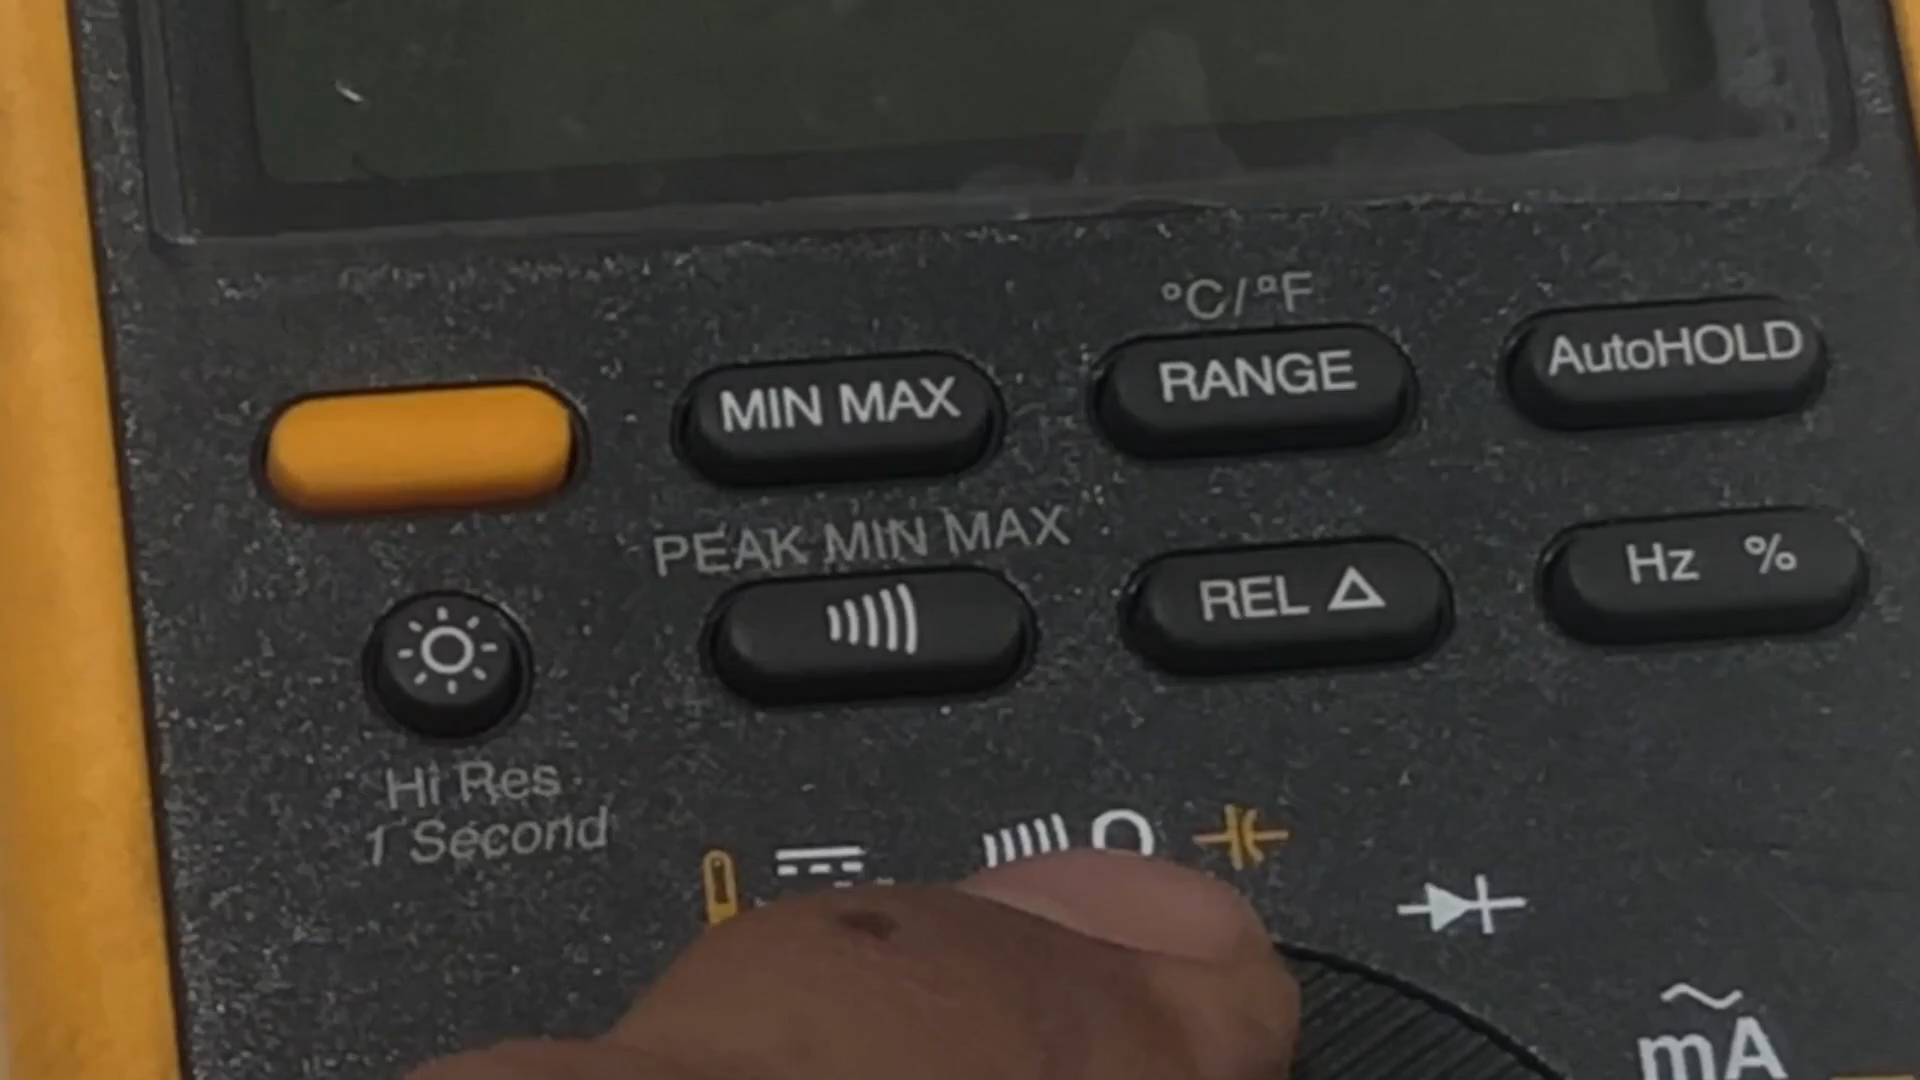 °C/°F
MIN MAX
RANGE
AutoHOLD
PEAK MIN MAX
REL Δ
Hz %
Hi Res
1 Second
mA